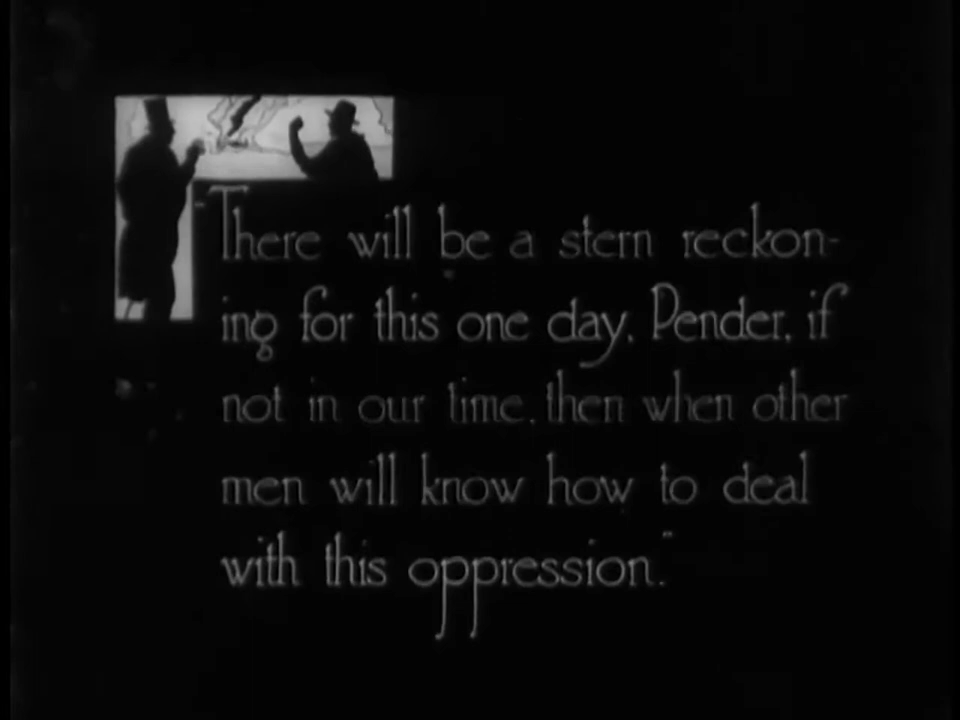 "There will be a stern reckon-
ing for this one day, Pender, if
not in our time, then when other
men will know how to deal
with this oppression."